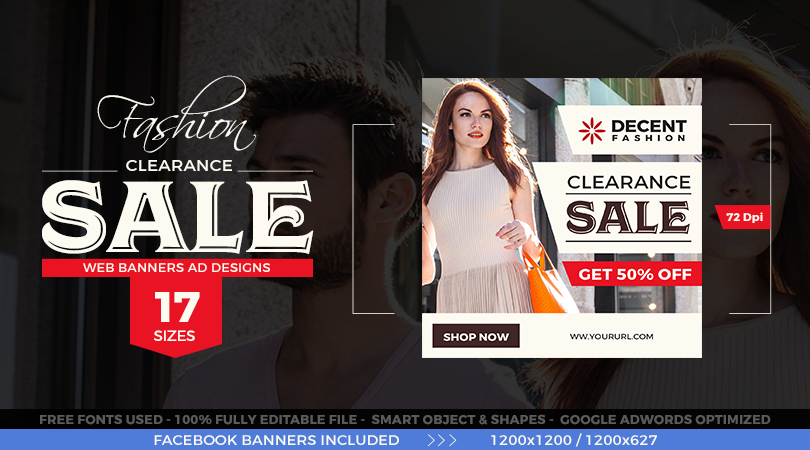 Fashion
CLEARANCE
SALE
WEB BANNERS AD DESIGNS
17
SIZES
DECENT
FASHION
CLEARANCE
SALE
GET 50% OFF
SHOP NOW
WW.YOURURL.COM
72 Dpi
FREE FONTS USED - 100% FULLY EDITABLE FILE - SMART OBJECT & SHAPES - GOOGLE ADWORDS OPTIMIZED
FACEBOOK BANNERS INCLUDED >>> 1200x1200 / 1200x627